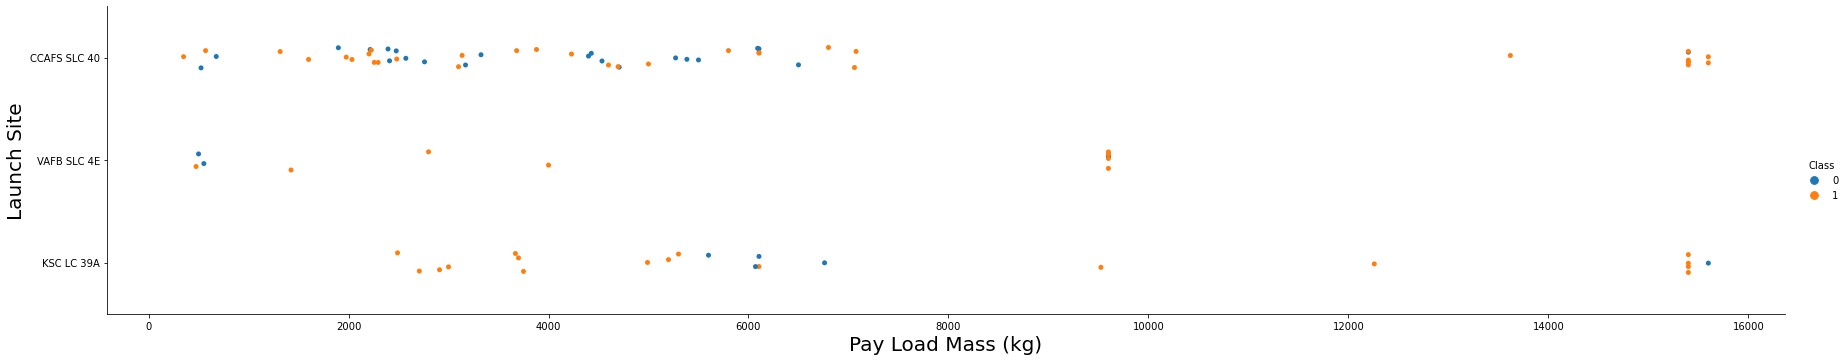 Launch Site
CCAFS SLC 40
VAFB SLC 4E
KSC LC 39A
0 2000 4000 6000 8000 10000 12000 14000 16000
Pay Load Mass (kg)
Class
0
1